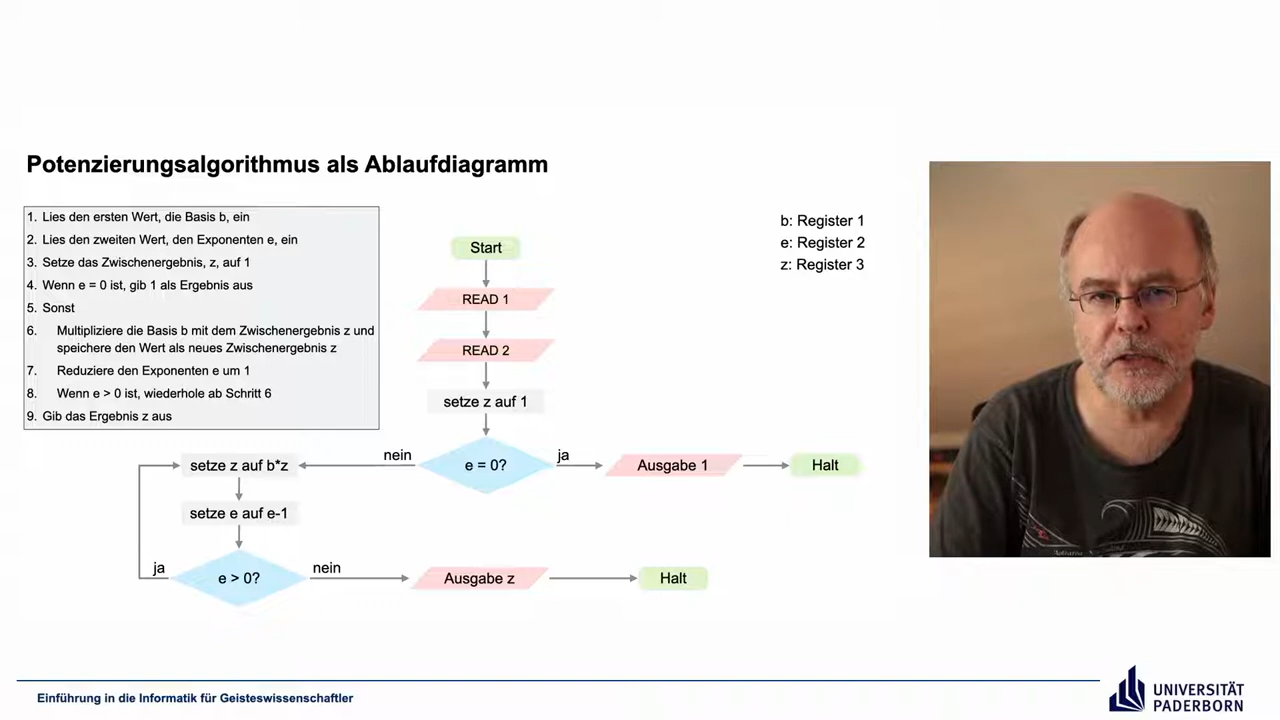 Potenzierungsalgorithmus als Ablaufdiagramm
1. Lies den ersten Wert, die Basis b, ein
2. Lies den zweiten Wert, den Exponenten e, ein
3. Setze das Zwischenergebnis, z, auf 1
4. Wenn e = 0 ist, gib 1 als Ergebnis aus
5. Sonst
6. Multipliziere die Basis b mit dem Zwischenergebnis z und
speichere den Wert als neues Zwischenergebnis z
7. Reduziere den Exponenten e um 1
8. Wenn e > 0 ist, wiederhole ab Schritt 6
9. Gib das Ergebnis z aus
b: Register 1
e: Register 2
z: Register 3
Start
READ 1
READ 2
setze z auf 1
e = 0?
ja
Ausgabe 1
Halt
nein
setze z auf b*z
setze e auf e-1
e > 0?
ja
nein
Ausgabe z
Halt
Einführung in die Informatik für Geisteswissenschaftler
UNIVERSITÄT
PADERBORN